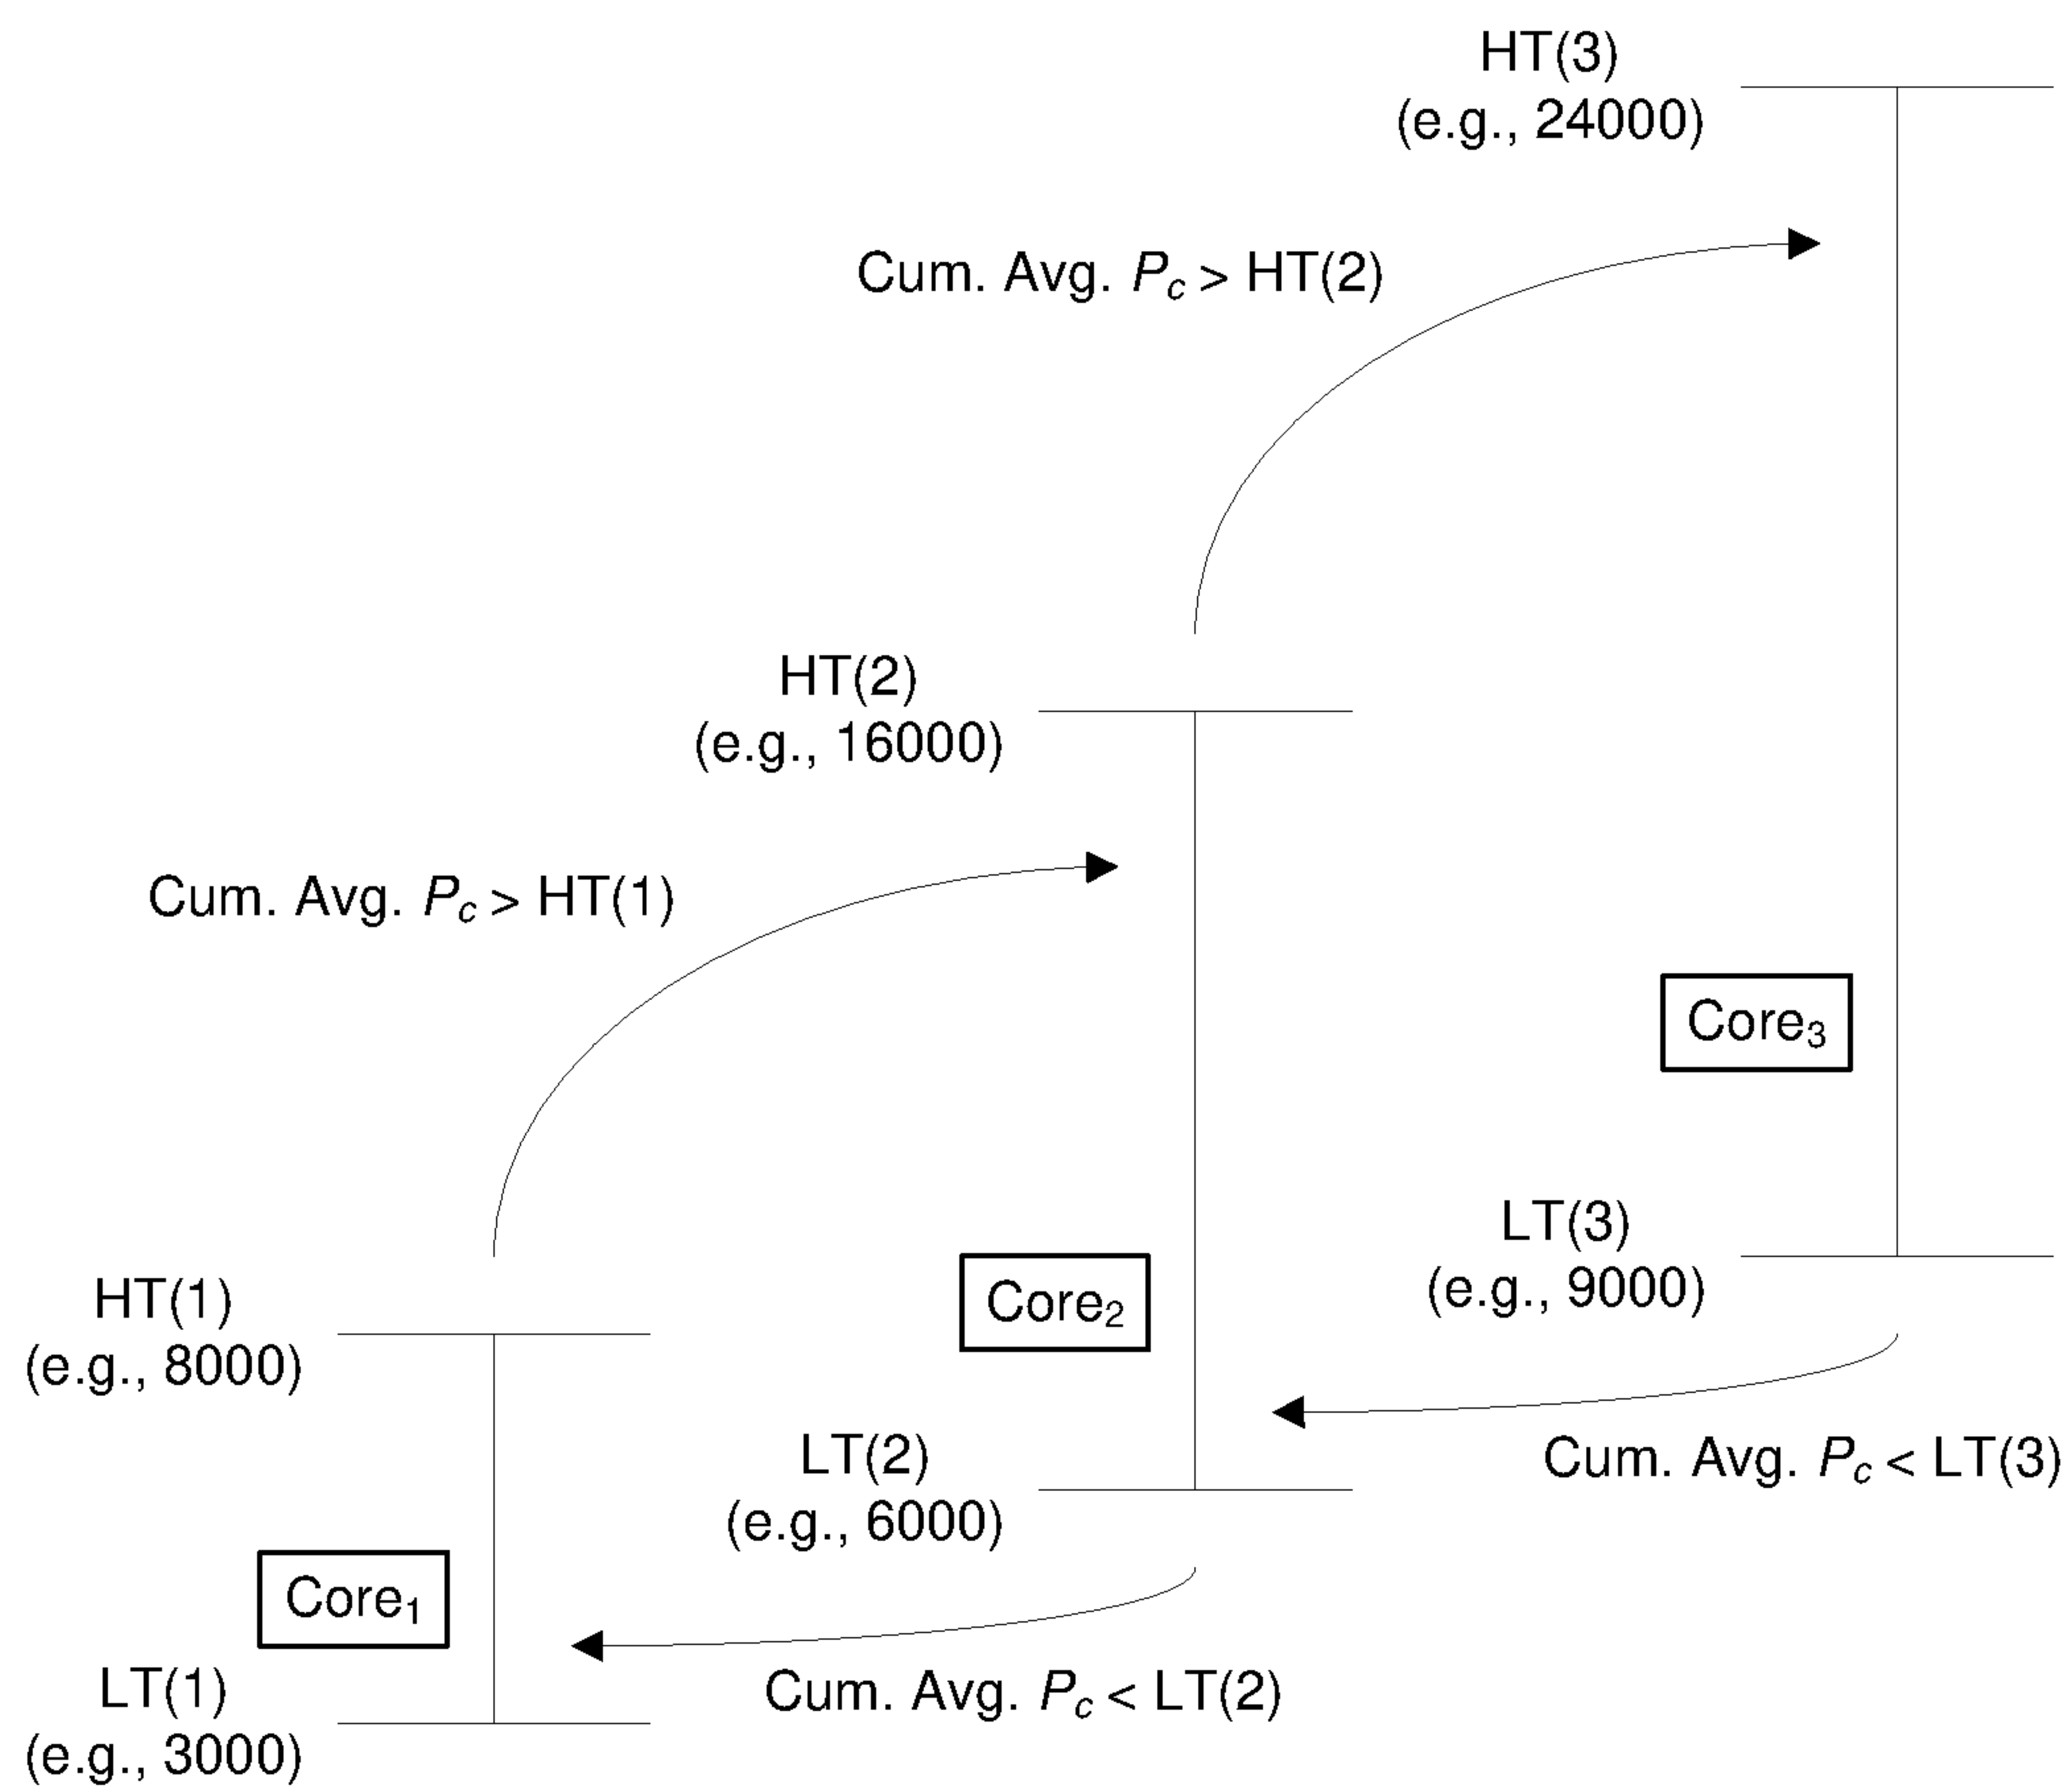 HT(3)
(e.g., 24000)
Cum. Avg. Pc > HT(2)
HT(2)
(e.g., 16000)
Cum. Avg. Pc > HT(1)
Core3
LT(3)
(e.g., 9000)
Core2
HT(1)
(e.g., 8000)
LT(2)
(e.g., 6000)
Cum. Avg. Pc < LT(3)
Core1
LT(1)
(e.g., 3000)
Cum. Avg. Pc < LT(2)